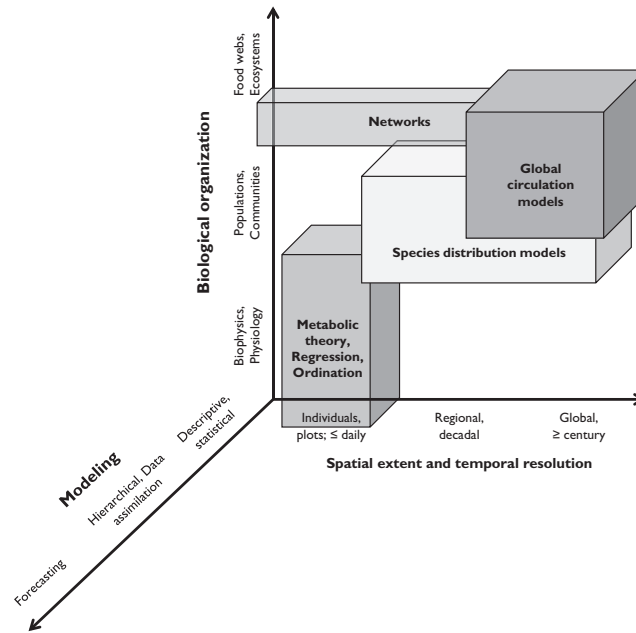 Food webs,
Ecosystems
Biological organization
Populations,
Communities
Biophysics,
Physiology
Networks
Global
circulation
models
Species distribution models
Metabolic
theory,
Regression,
Ordination
Individuals,
plots; ≤ daily
Regional,
decadal
Global,
≥ century
Spatial extent and temporal resolution
Descriptive,
statistical
Modeling
Hierarchical, Data
assimilation
Forecasting